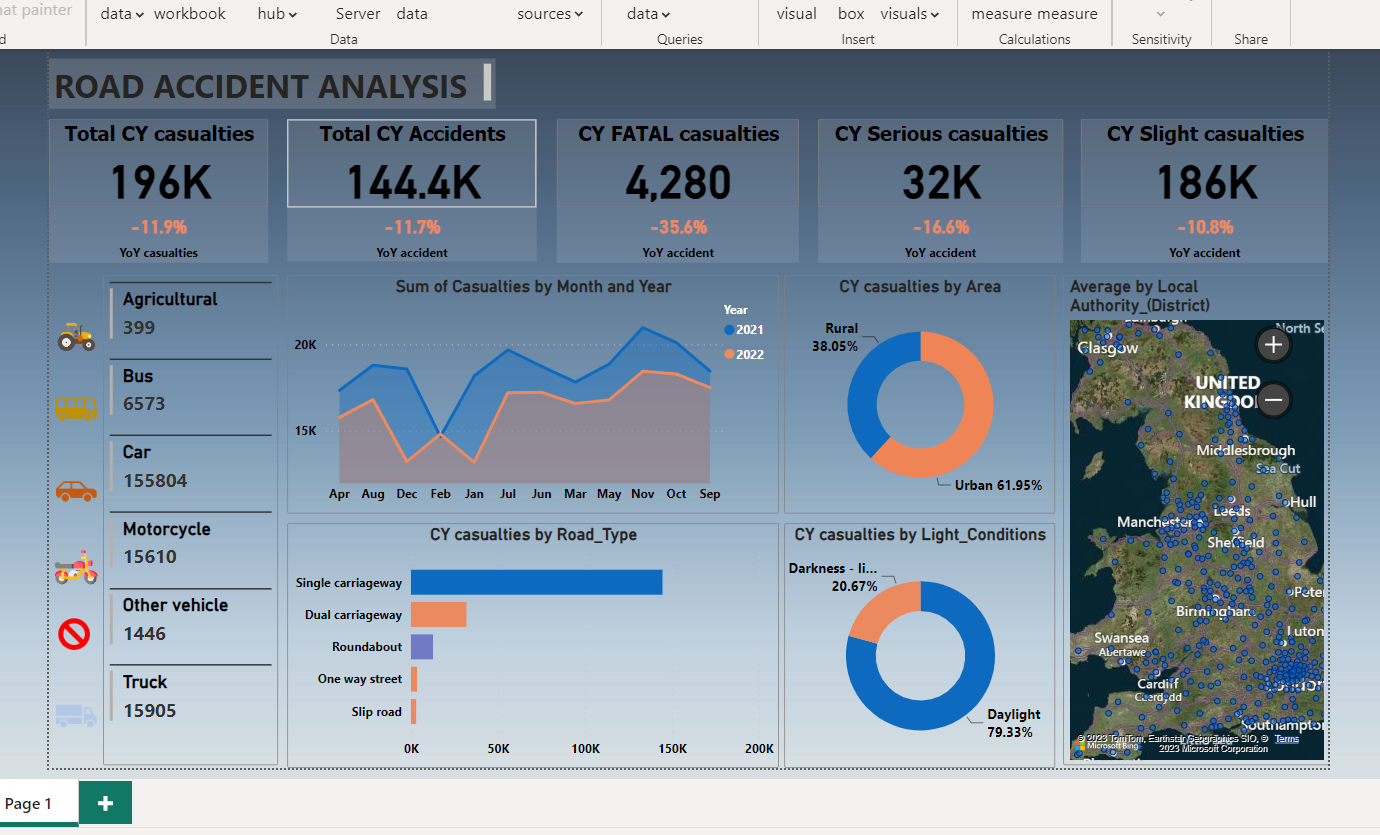 at painter
data workbook hub Server data sources data visual box visuals measure measure
Data Queries Insert Calculations Sensitivity Share
ROAD ACCIDENT ANALYSIS
Total CY casualties
196K
-11.9%
YoY casualties
Total CY Accidents
144.4K
-11.7%
YoY accident
CY FATAL casualties
4,280
-35.6%
YoY accident
CY Serious casualties
32K
-16.6%
YoY accident
CY Slight casualties
186K
-10.8%
YoY accident
Agricultural
399
Bus
6573
Car
155804
Motorcycle
15610
Other vehicle
1446
Truck
15905
Sum of Casualties by Month and Year
Year
2021
2022
20K
15K
Apr Aug Dec Feb Jan Jul Jun Mar May Nov Oct Sep
CY casualties by Area
Rural
38.05%
Urban 61.95%
CY casualties by Road_Type
Single carriageway
Dual carriageway
Roundabout
One way street
Slip road
0K 50K 100K 150K 200K
CY casualties by Light_Conditions
Darkness - li...
20.67%
Daylight
79.33%
Average by Local
Authority_(District)
North Se
Glasgow
UNITED
KINGDO
Middlesbrough
Sea Cut
Hull
Leeds
Manchester
Sheffield
Pete
Birmingham
Luton
Swansea
Abertawe
Cardiff
Caerdydd
London
Southampton
© 2023 TomTom, Earthstar Geographics SIO, © Terms
Microsoft Bing 2023 Microsoft Corporation
Page 1